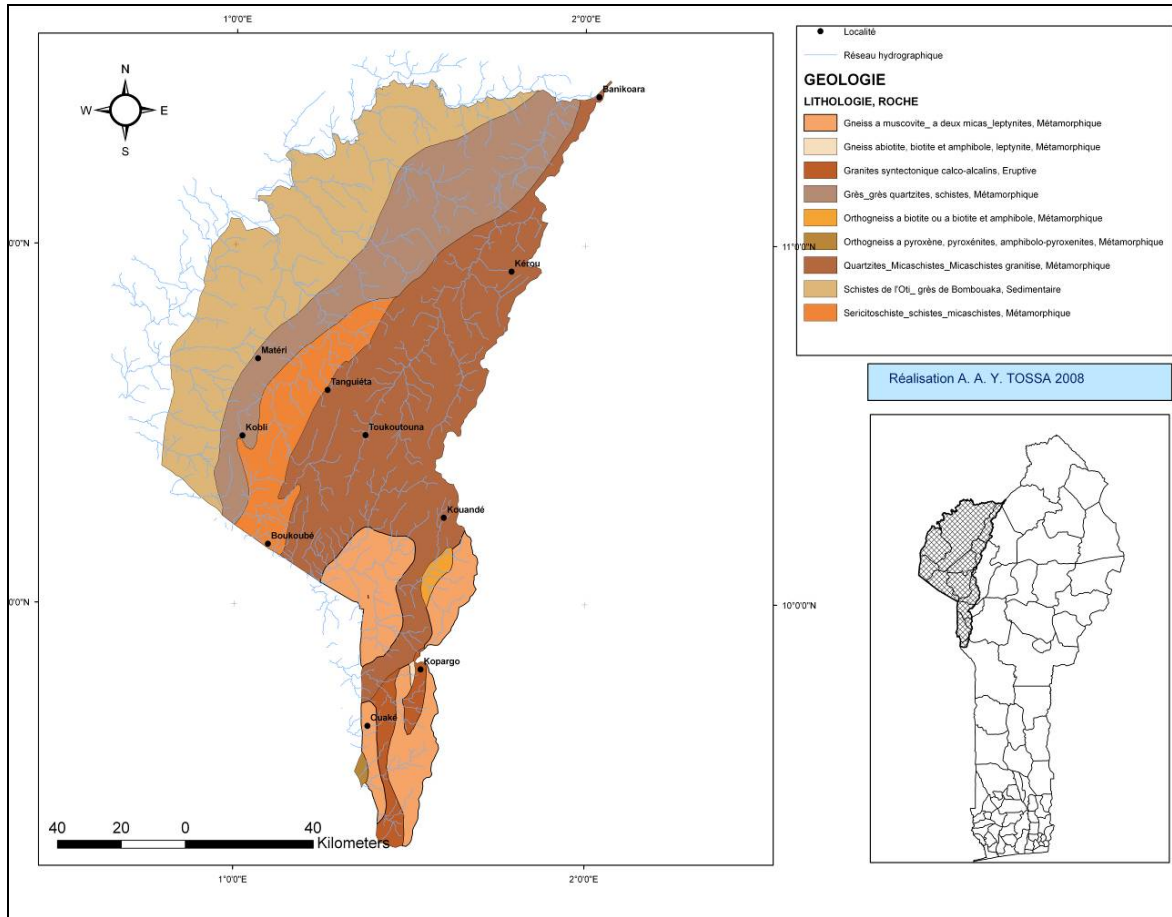 1°0'0"E
2°0'0"E
N
W
E
S
Banikoara
0'N
Kérou
Matéri
Tanguiéta
Kobli
Toukoutouna
Kouandé
Boukoubé
0'N
Kopargo
Ouaké
40 20 0 40
Kilometers
1°0'0"E
2°0'0"E
11°0'0"N
10°0'0"N
Localité
Réseau hydrographique
GEOLOGIE
LITHOLOGIE, ROCHE
Gneiss a muscovite_ a deux micas_leptynites, Métamorphique
Gneiss abiotite, biotite et amphibole, leptynite, Métamorphique
Granites syntectonique calco-alcalins, Eruptive
Grès_grès quartzites, schistes, Métamorphique
Orthogneiss a biotite ou a biotite et amphibole, Métamorphique
Orthogneiss a pyroxène, pyroxénites, amphibolo-pyroxenites, Métamorphique
Quartzites_Micaschistes_Micaschistes granitise, Métamorphique
Schistes de l'Oti_ grès de Bombouaka, Sedimentaire
Sericitoschiste_schistes_micaschistes, Métamorphique
Réalisation A. A. Y. TOSSA 2008